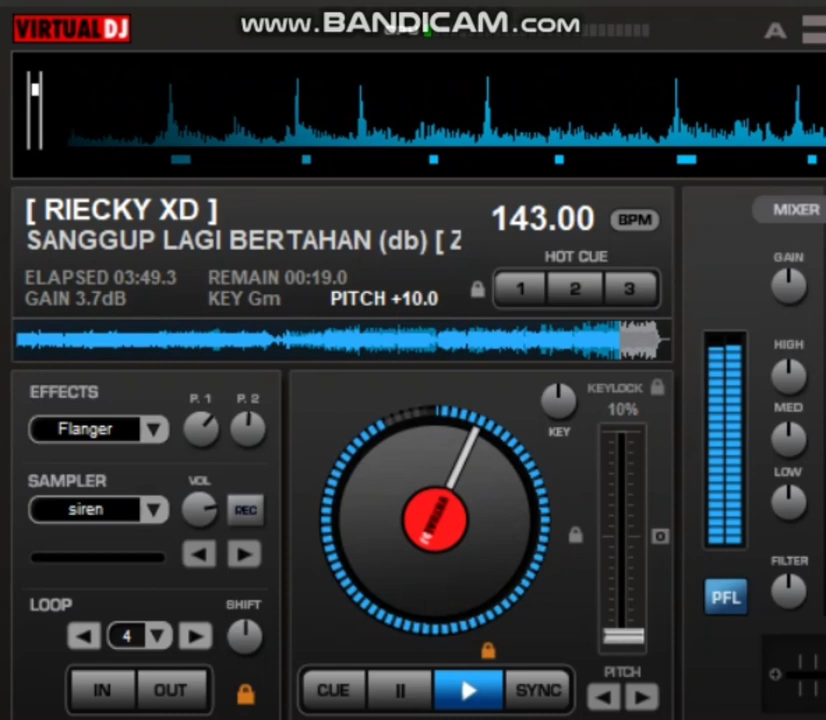 www.BANDICAM.com
VIRTUALDJ
A
[ RIECKY XD ]
SANGGUP LAGI BERTAHAN (db) [ Z
143.00 BPM
ELAPSED 03:49.3 REMAIN 00:19.0
GAIN 3.7dB KEY Gm PITCH +10.0
HOT CUE
1 2 3
MIXER
GAIN
HIGH
MED
LOW
FILTER
PFL
EFFECTS
P. 1 P. 2
Flanger
SAMPLER
VOL
siren
REC
LOOP
SHIFT
4
IN OUT
KEY
KEYLOCK
10%
CUE SYNC
PITCH